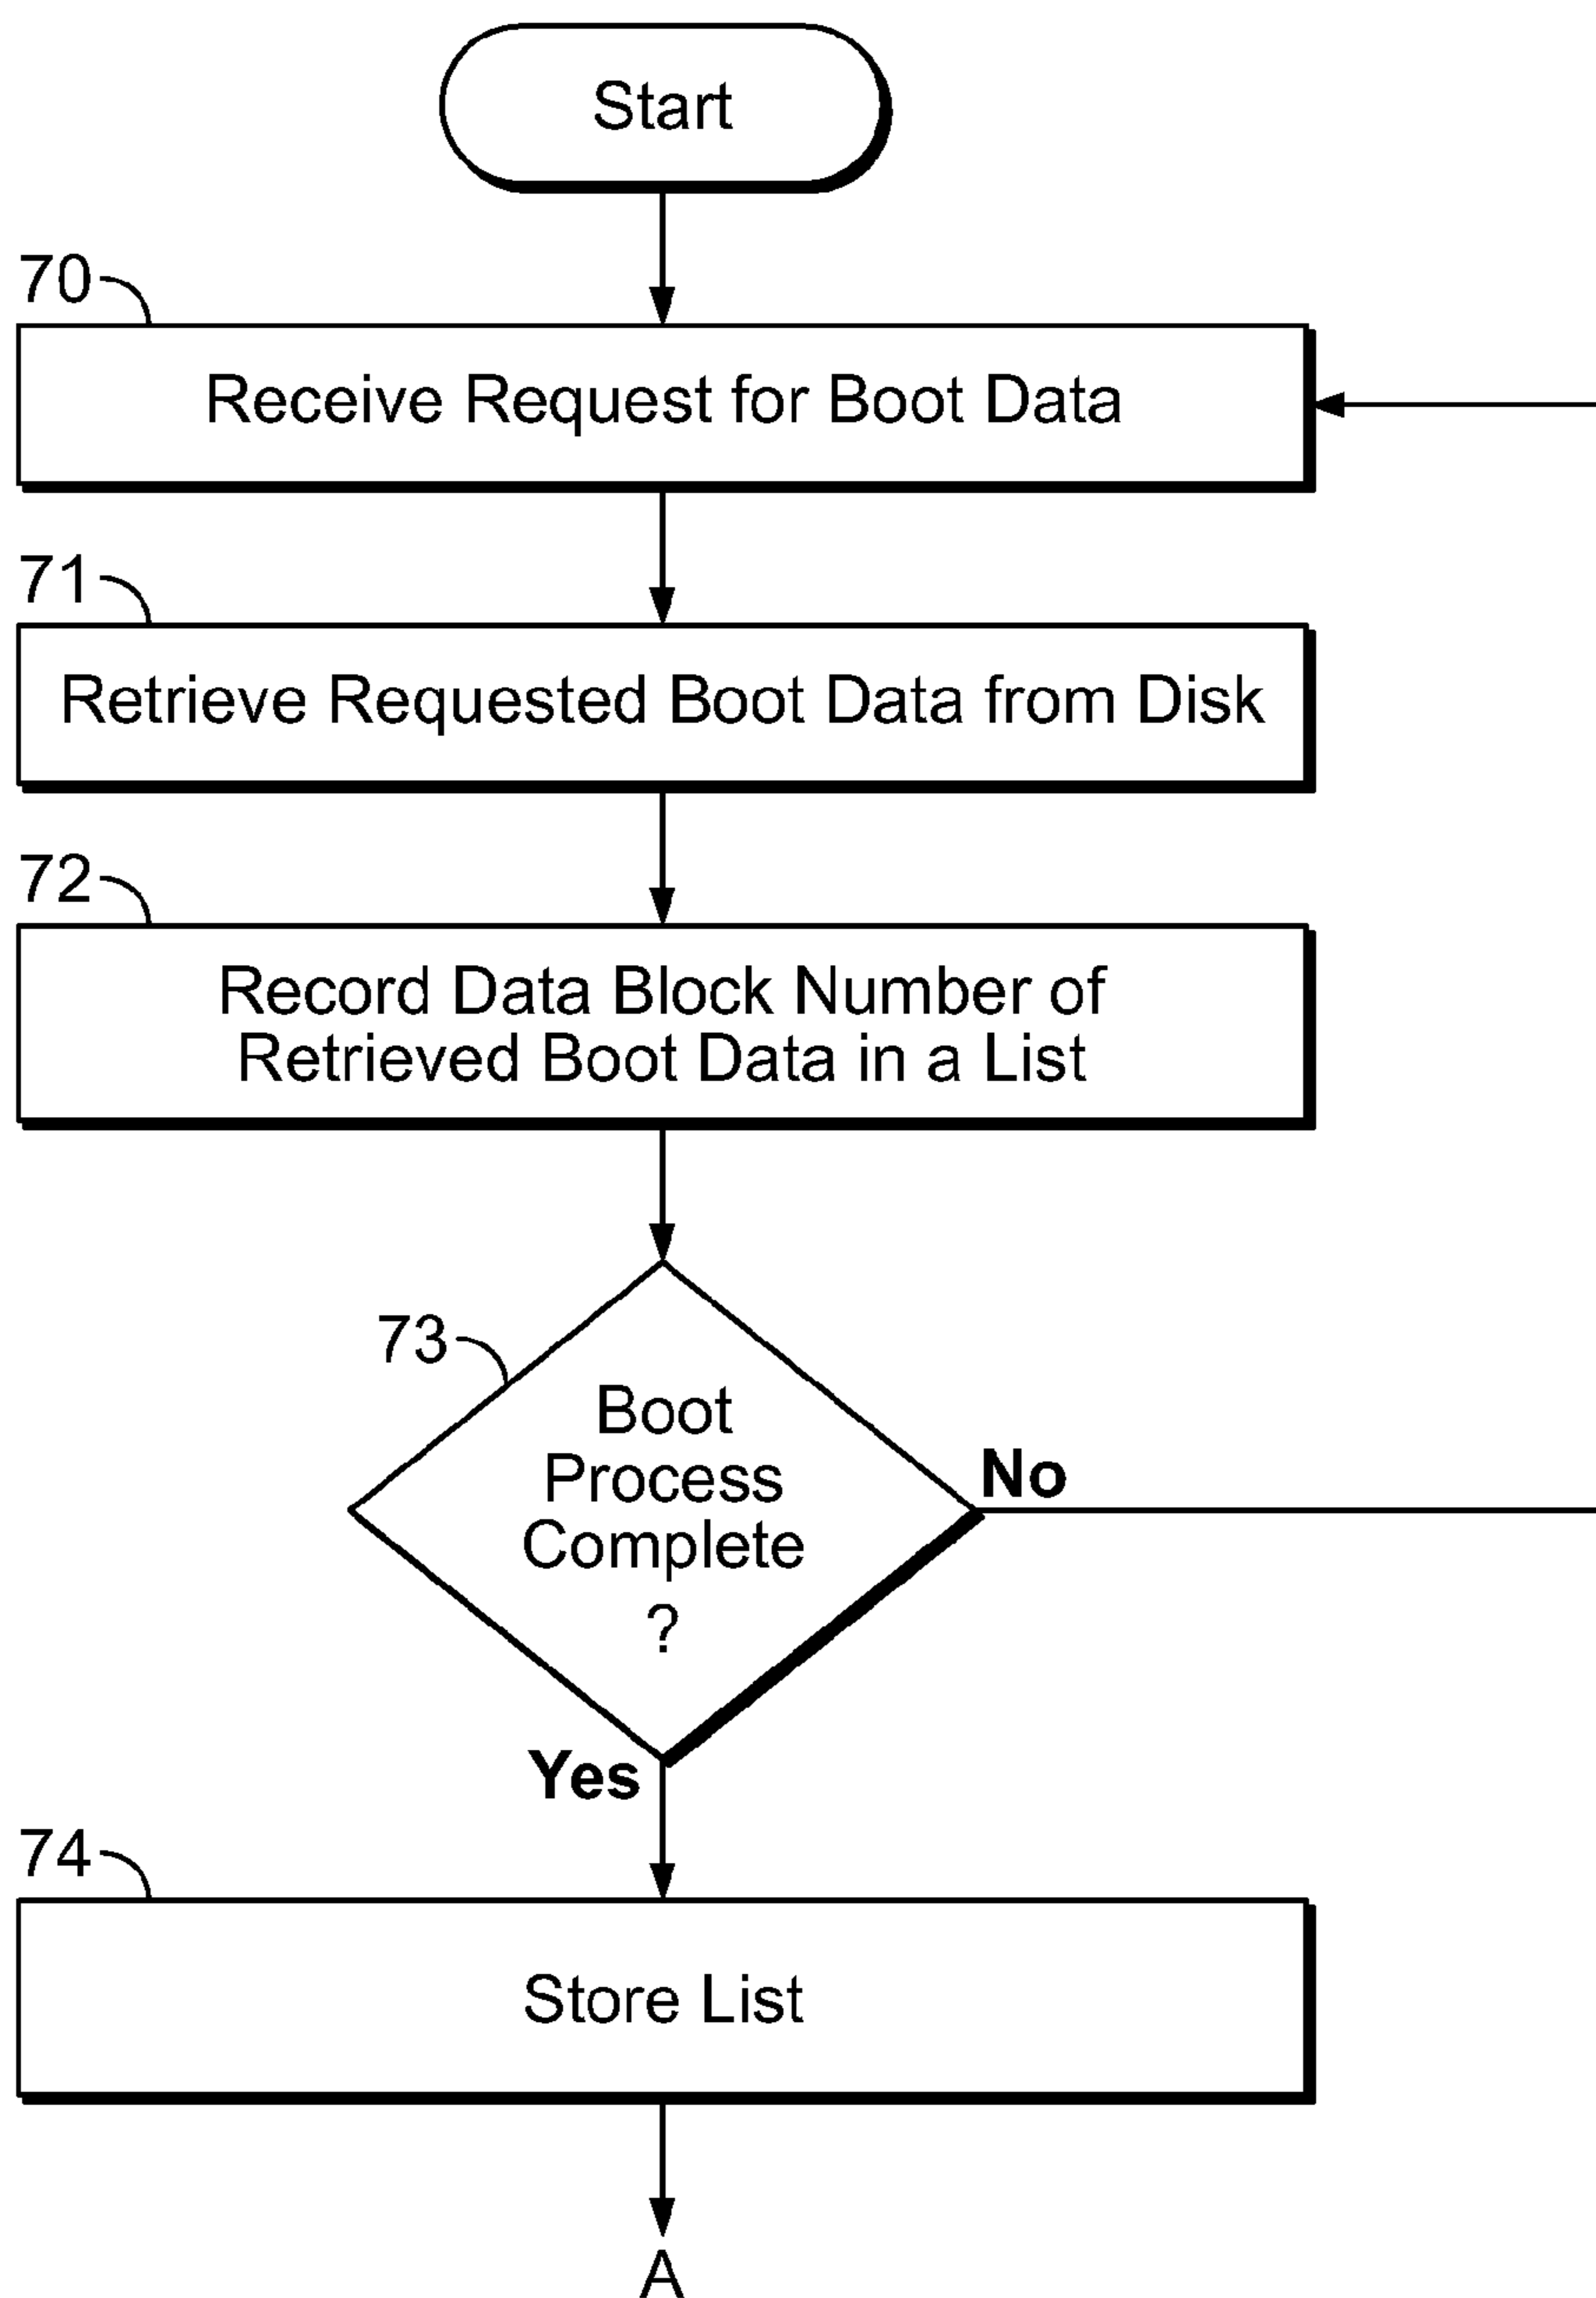 Start
70
Receive Request for Boot Data
71
Retrieve Requested Boot Data from Disk
72
Record Data Block Number of
Retrieved Boot Data in a List
73
Boot
Process
Complete
?
No
Yes
74
Store List
A